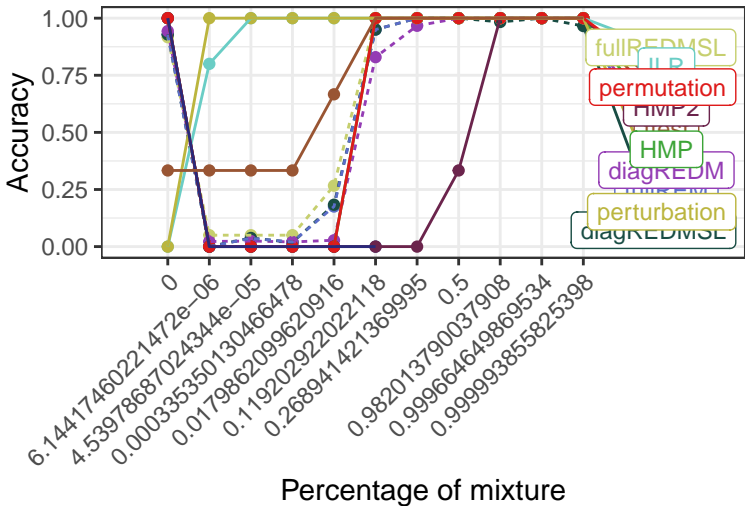 1.00
0.75
0.50
0.25
0.00
Accuracy
fullREDMSL
ILR
permutation
HMP2
HMP
diagREDM
fullREM
perturbation
diagREDMSL
0
6.14417460221472e-06
4.53978687024344e-05
0.000335350130466478
0.0179862099620916
0.119202922022118
0.268941421369995
0.5
0.982013790037908
0.999664649869534
0.999993855825398
Percentage of mixture